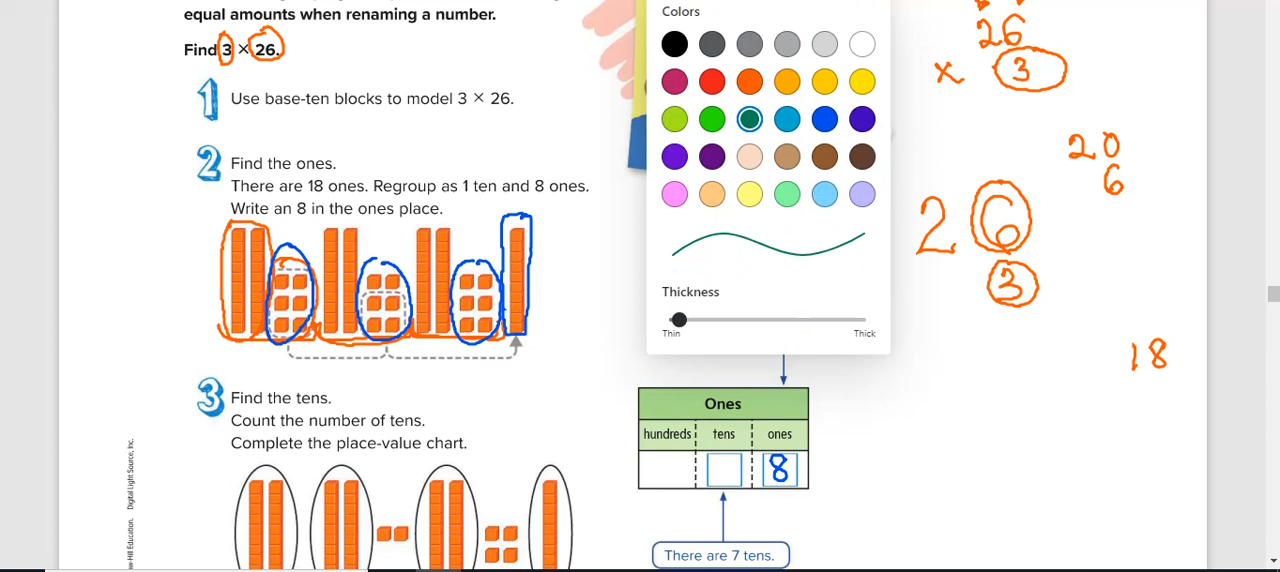 equal amounts when renaming a number.
Find 3 × 26.
1 Use base-ten blocks to model 3 × 26.
2 Find the ones.
There are 18 ones. Regroup as 1 ten and 8 ones.
Write an 8 in the ones place.
3 Find the tens.
Count the number of tens.
Complete the place-value chart.
Digital Light Source, Inc.
Colors
Thickness
Thin
Thick
Ones
hundreds
tens
ones
8
There are 7 tens.
26
x 3
20
6
26
3
18